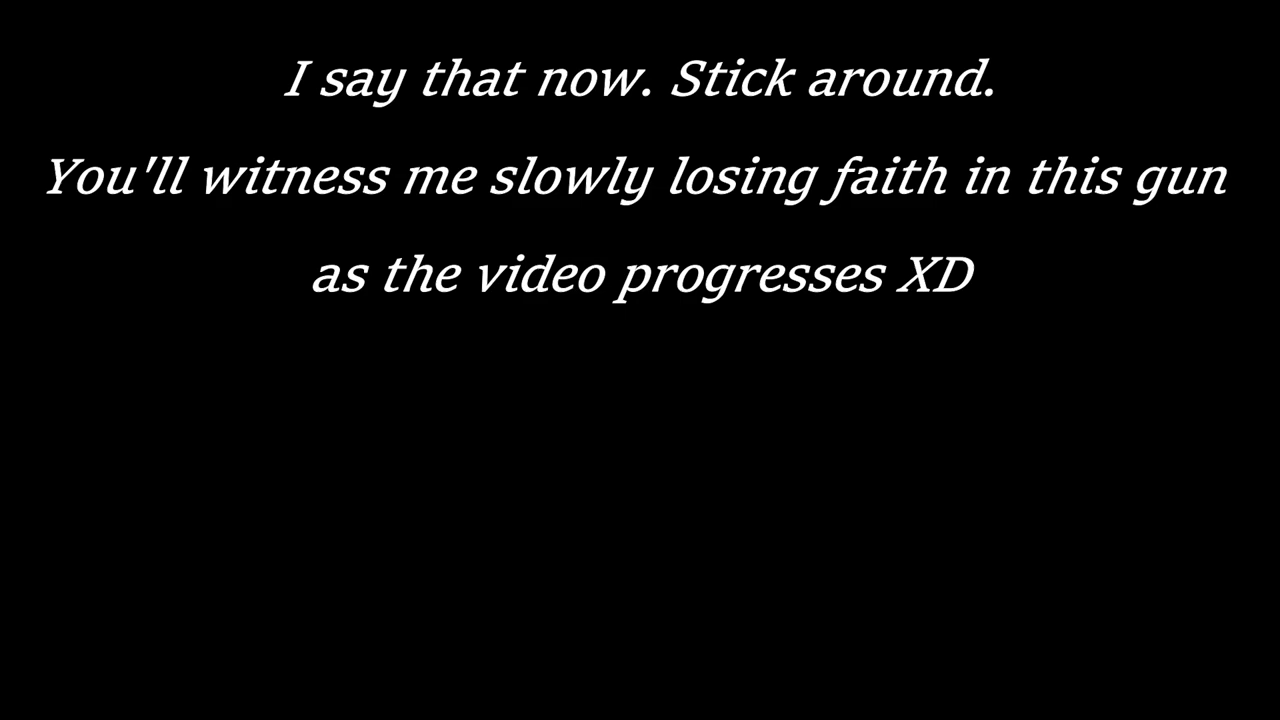 I say that now. Stick around.
You'll witness me slowly losing faith in this gun
as the video progresses XD